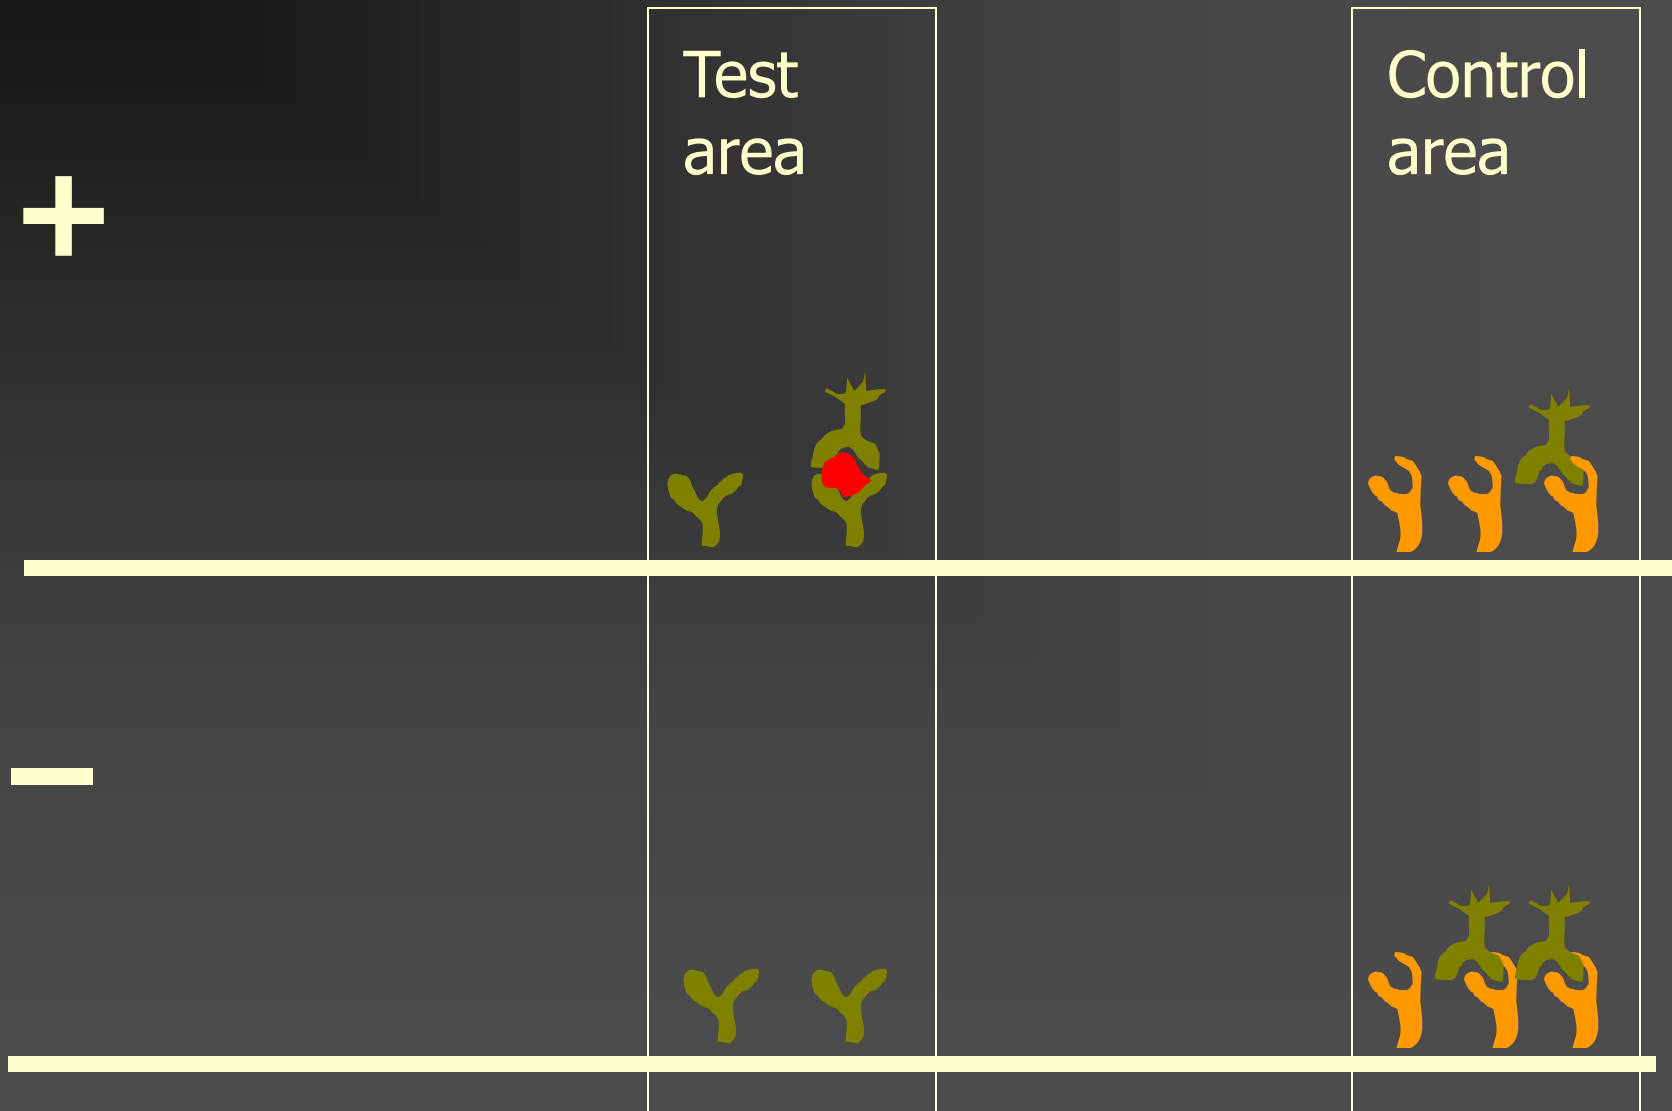 Test
area
Control
area
+
–